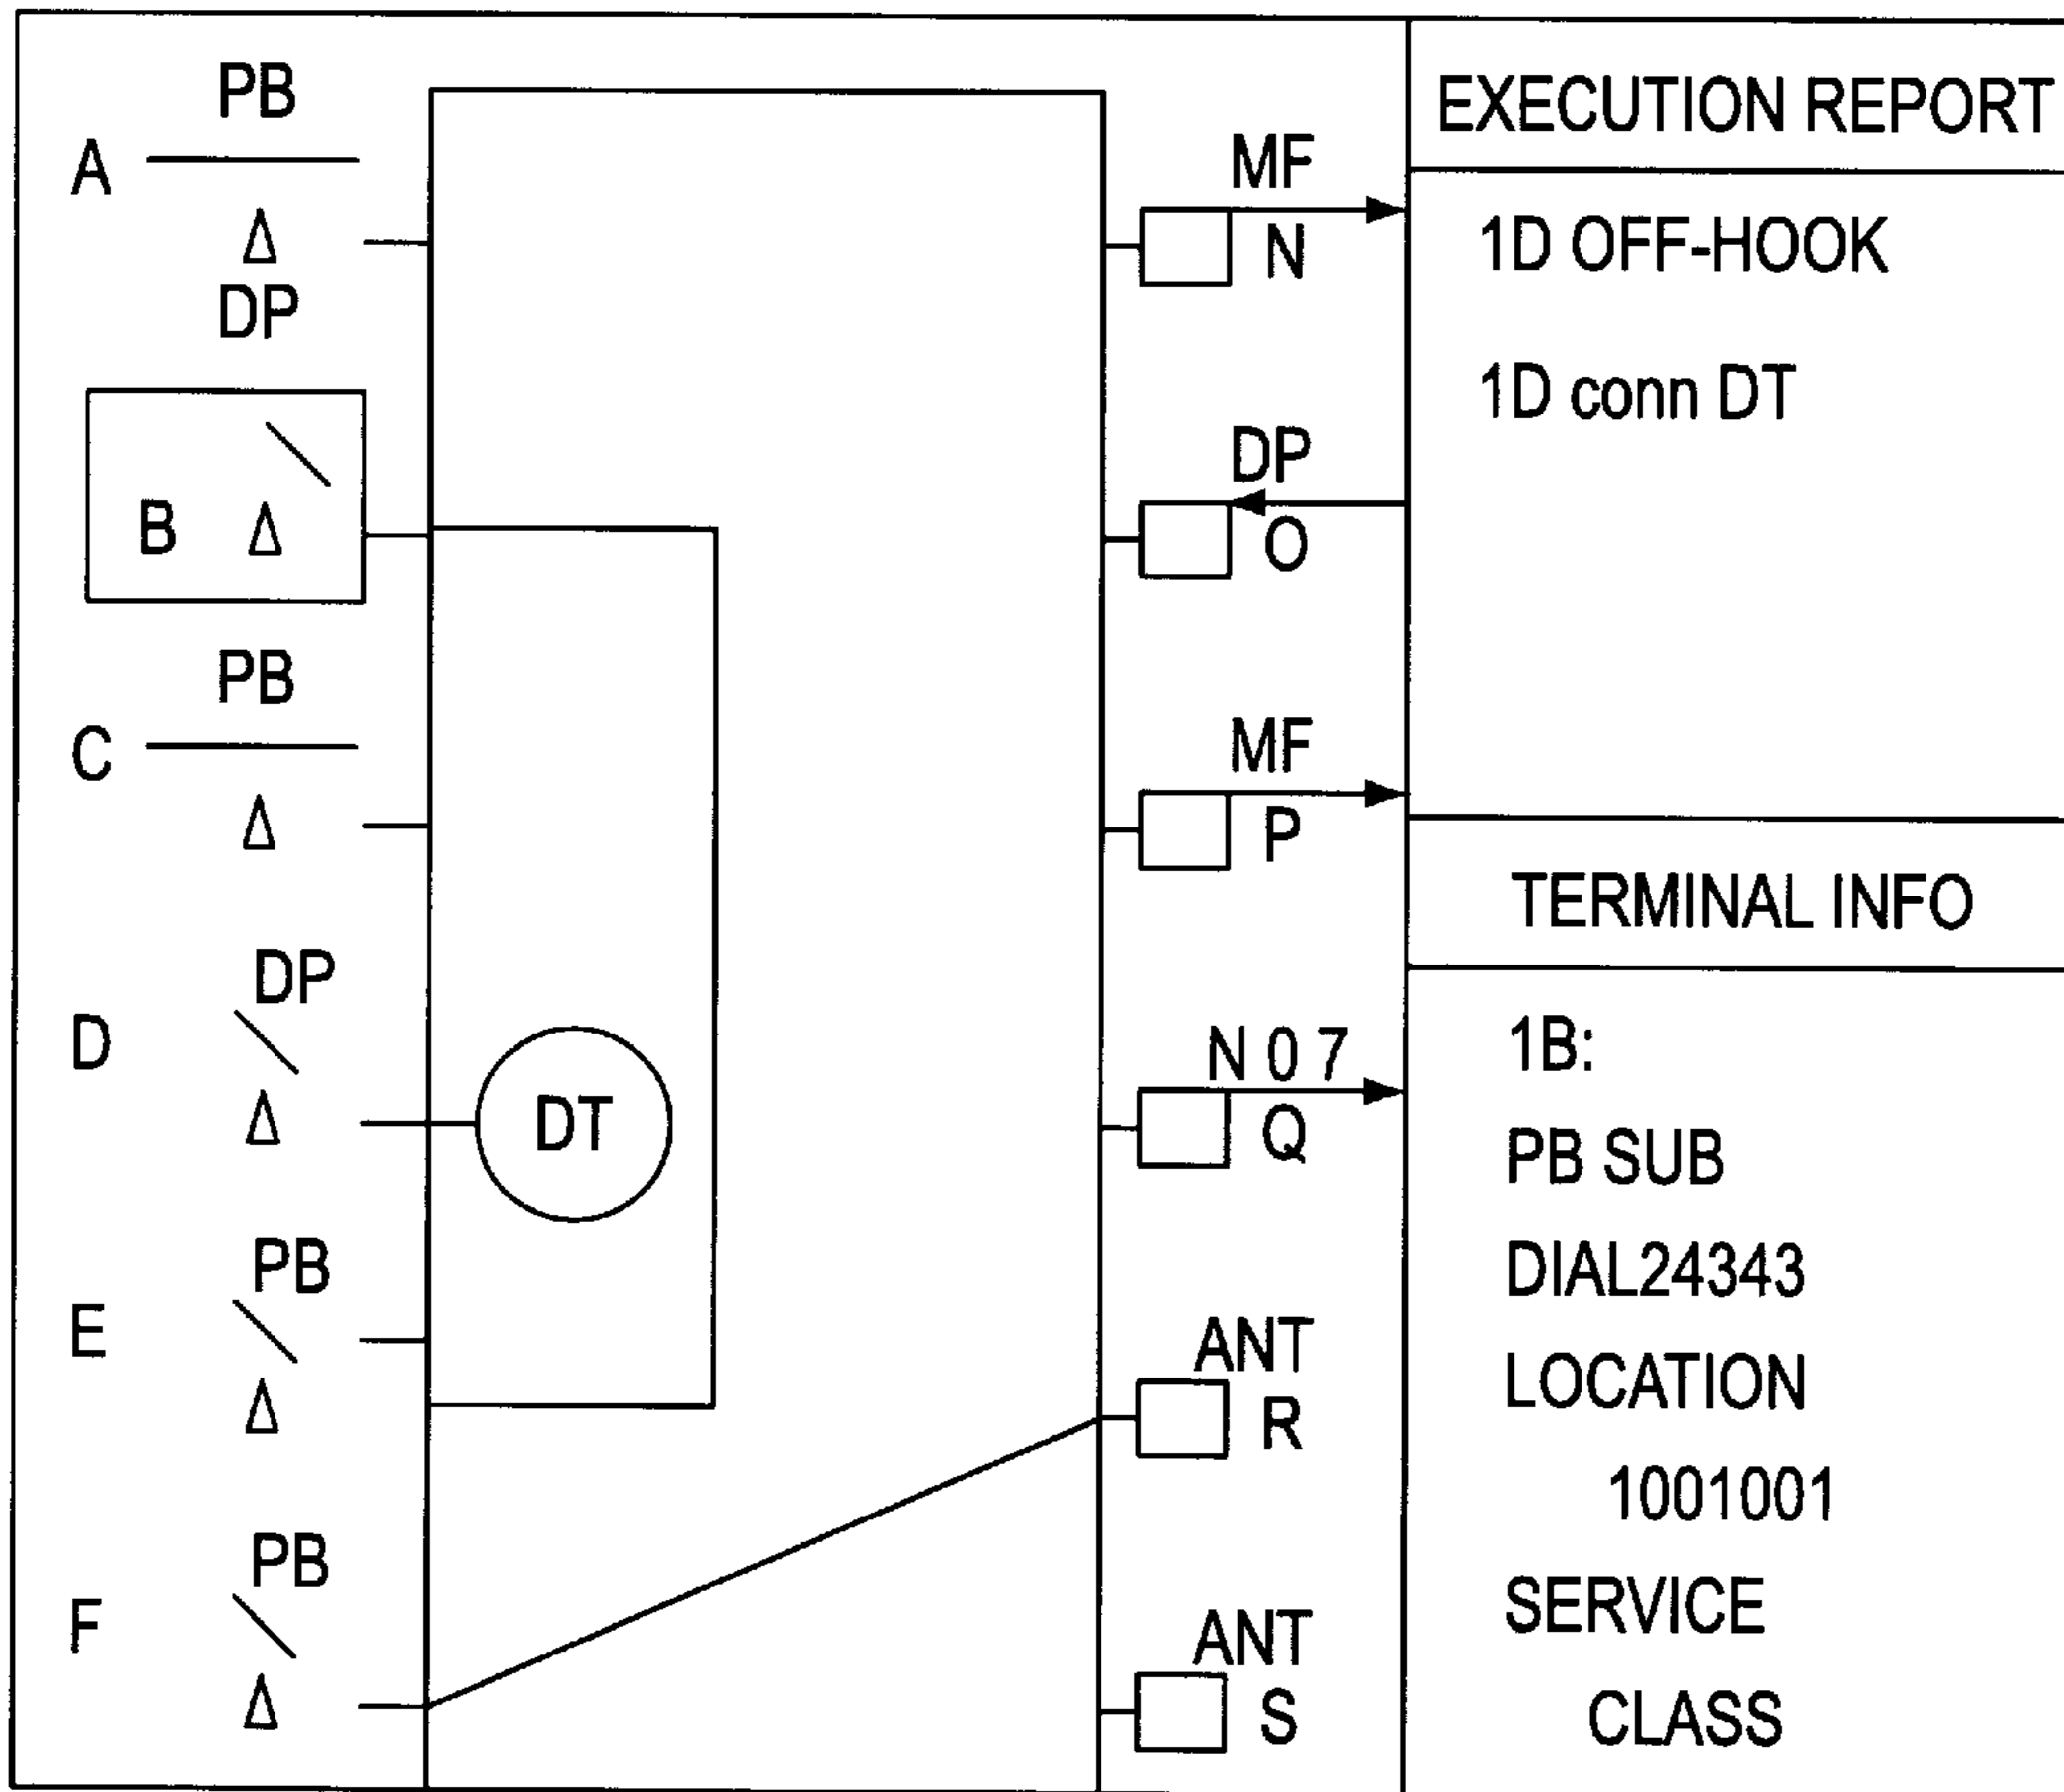 PB
A
Δ
DP
B Δ
PB
C
Δ
DP
D
Δ
DT
PB
E
Δ
PB
F
Δ
MF
N
DP
O
MF
P
N 0 7
Q
ANT
R
ANT
S
EXECUTION REPORT
1D OFF-HOOK
1D conn DT
TERMINAL INFO
1B:
PB SUB
DIAL24343
LOCATION
1001001
SERVICE
CLASS